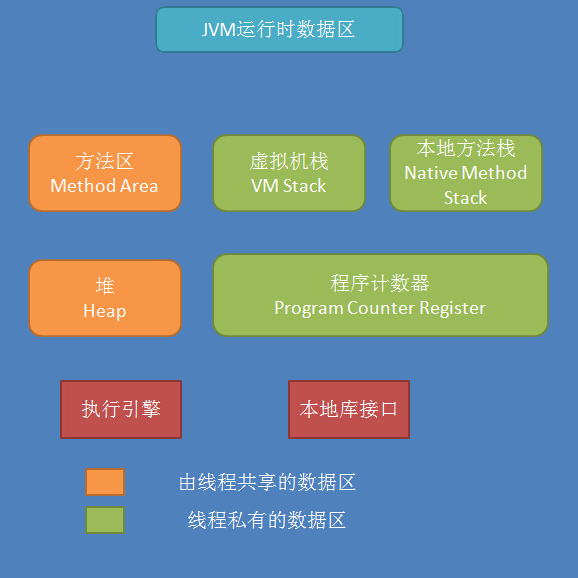 JVM运行时数据区
方法区
Method Area
虚拟机栈
VM Stack
本地方法栈
Native Method
Stack
堆
Heap
程序计数器
Program Counter Register
执行引擎
本地库接口
由线程共享的数据区
线程私有的数据区